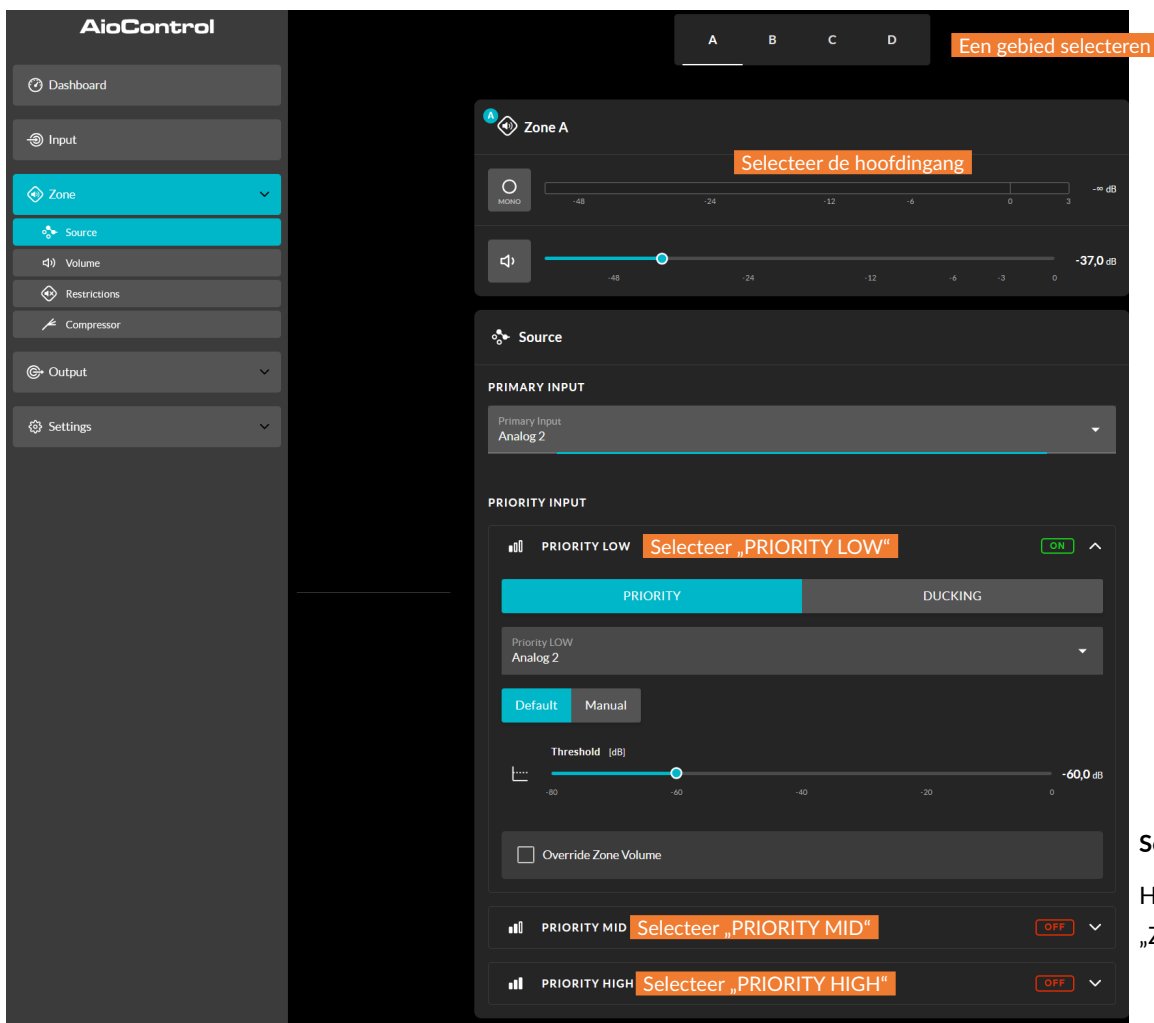 AioControl
Dashboard
Input
Zone
Source
Volume
Restrictions
Compressor
Output
Settings
A B C D
Een gebied selecteren
A
Zone A
Selecteer de hoofdingang
MONO
-48 -24 -12 -6 0 3
-∞ dB
-37,0 dB
-48 -24 -12 -6 -3 0
Source
PRIMARY INPUT
Primary Input
Analog 2
PRIORITY INPUT
PRIORITY LOW Selecteer „PRIORITY LOW“ ON
PRIORITY DUCKING
Priority LOW
Analog 2
Default Manual
Threshold [dB]
-60,0 dB
-80 -60 -40 -20 0
Override Zone Volume
PRIORITY MID Selecteer „PRIORITY MID“ OFF
PRIORITY HIGH Selecteer „PRIORITY HIGH“ OFF